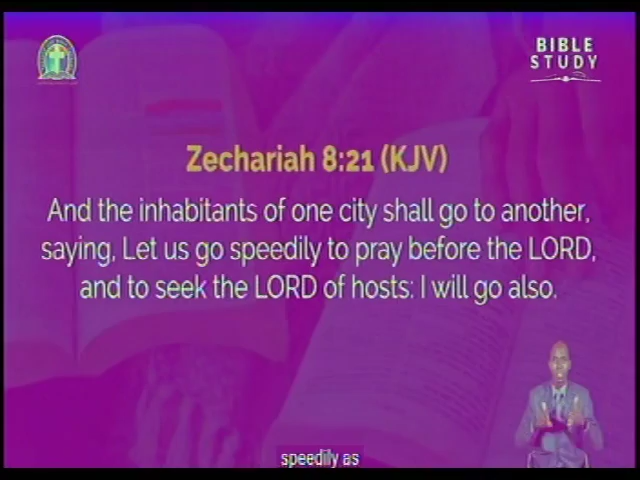 BIBLE
STUDY
Zechariah 8:21 (KJV)
And the inhabitants of one city shall go to another,
saying, Let us go speedily to pray before the LORD,
and to seek the LORD of hosts: I will go also.
speedily as